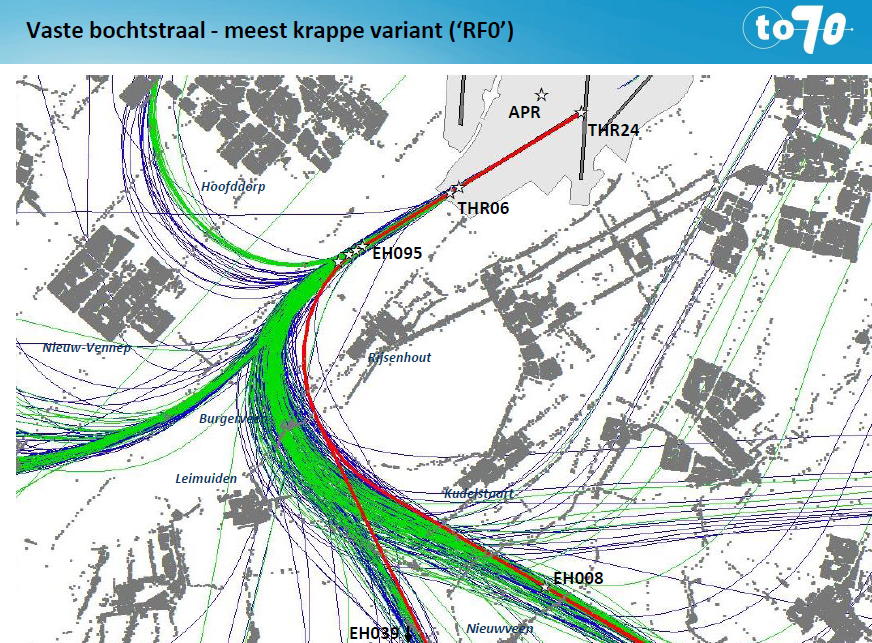 Vaste bochtstraal - meest krappe variant (‘RF0’)
to70
APR
THR24
Hoofddorp
THR06
EH095
Nieuw-Vennep
Rijsenhout
Burgerveen
Leimuiden
Kudelstaart
EH008
EH039
Nieuwveen